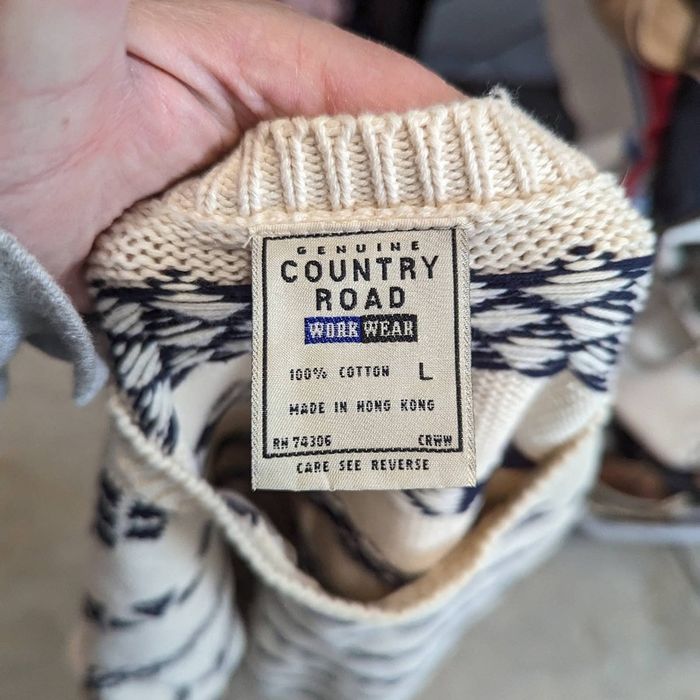 GENUINE
COUNTRY
ROAD
WORK WEAR
100% COTTON L
MADE IN HONG KONG
RN 74306 CRWW
CARE SEE REVERSE